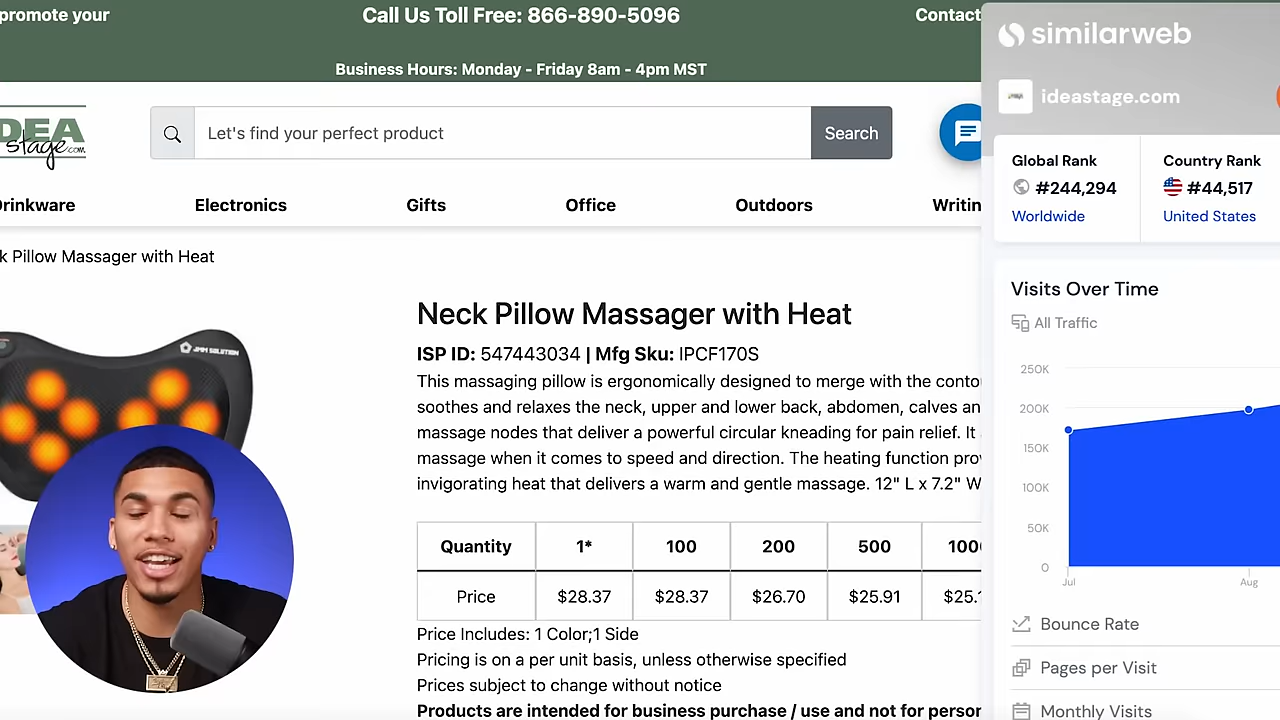 promote your
Call Us Toll Free: 866-890-5096
Contact
Business Hours: Monday - Friday 8am - 4pm MST
IDEA
stage.com
Let's find your perfect product
Search
Drinkware
Electronics
Gifts
Office
Outdoors
Writin
k Pillow Massager with Heat
JMM SOLUTION
Neck Pillow Massager with Heat
ISP ID: 547443034 | Mfg Sku: IPCF170S
This massaging pillow is ergonomically designed to merge with the conto
soothes and relaxes the neck, upper and lower back, abdomen, calves an
massage nodes that deliver a powerful circular kneading for pain relief. It
massage when it comes to speed and direction. The heating function pro
invigorating heat that delivers a warm and gentle massage. 12" L x 7.2" W
Quantity 1* 100 200 500 100
Price $28.37 $28.37 $26.70 $25.91 $25.
Price Includes: 1 Color;1 Side
Pricing is on a per unit basis, unless otherwise specified
Prices subject to change without notice
Products are intended for business purchase / use and not for person
similarweb
ideastage.com
Global Rank
#244,294
Worldwide
Country Rank
#44,517
United States
Visits Over Time
All Traffic
250K
200K
150K
100K
50K
0
Jul
Aug
Bounce Rate
Pages per Visit
Monthly Visits